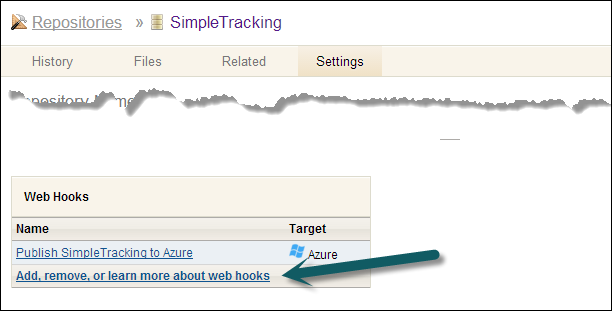 Repositories » SimpleTracking
History Files Related Settings
Web Hooks
Name Target
Publish SimpleTracking to Azure Azure
Add, remove, or learn more about web hooks